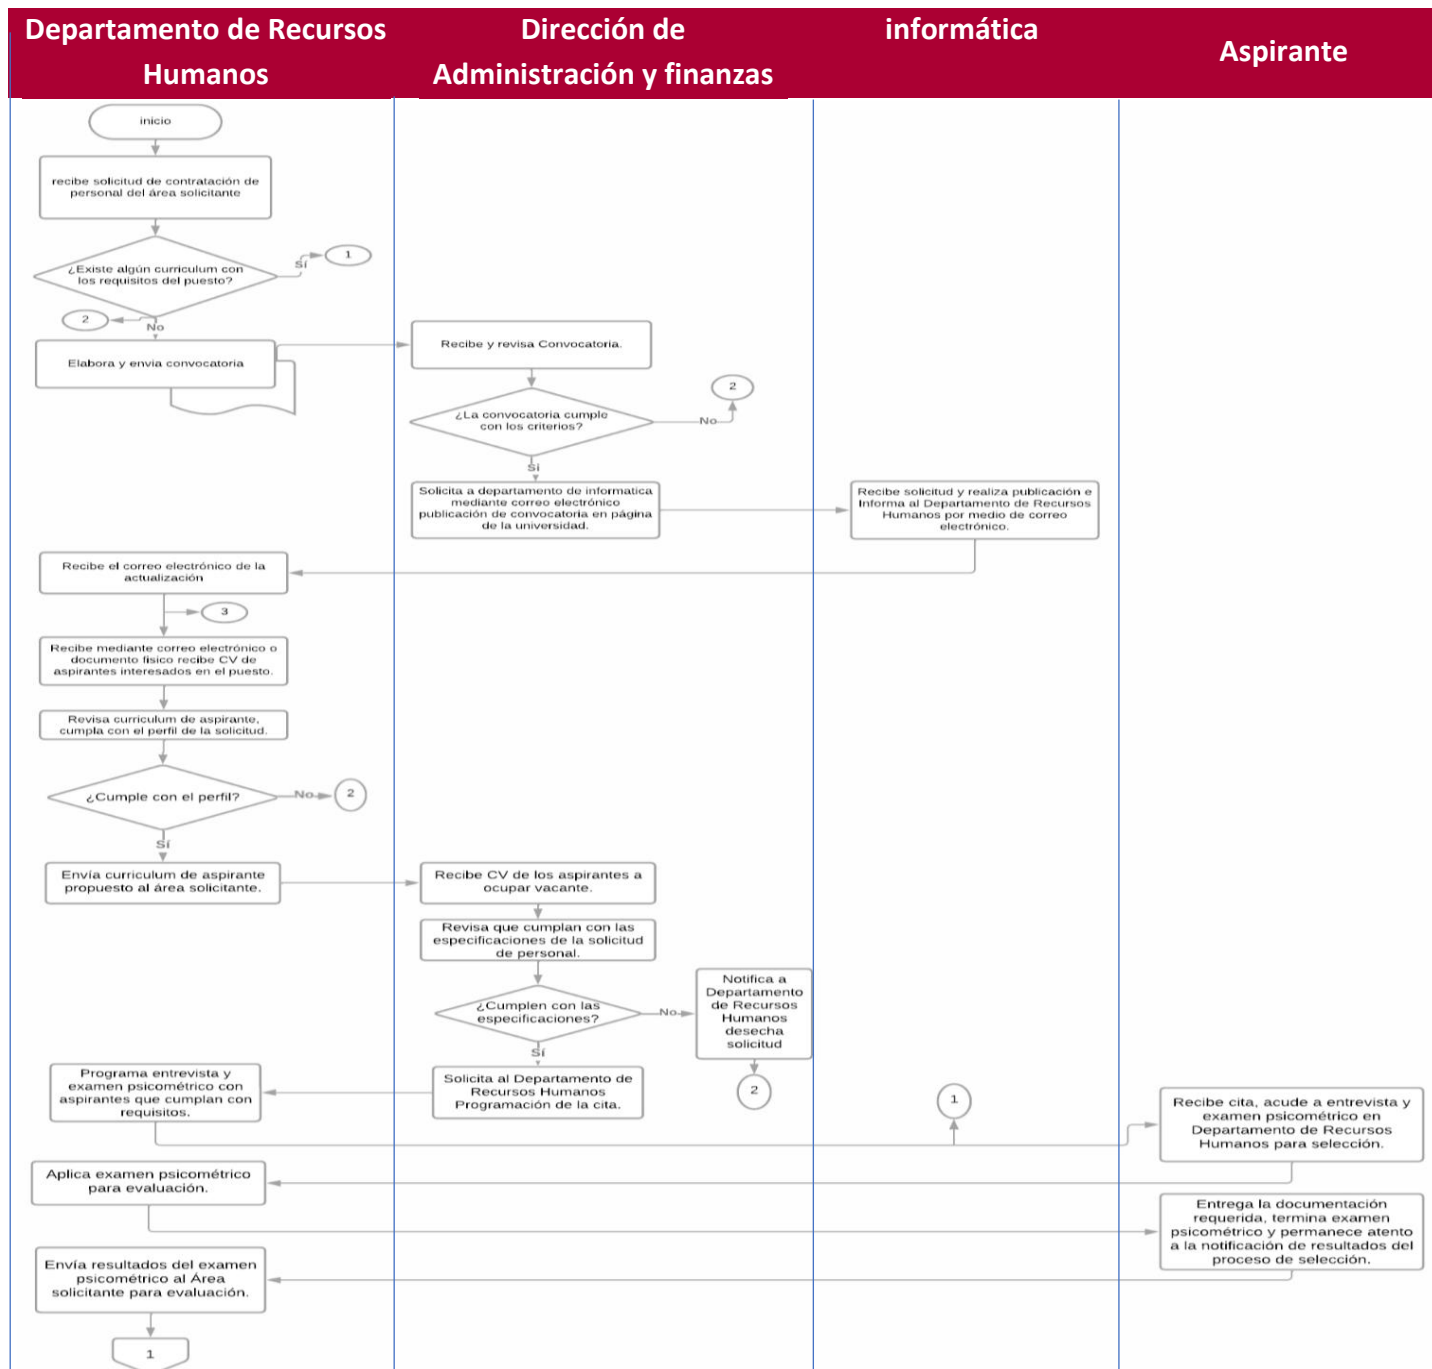 Departamento de Recursos
Humanos
Dirección de
Administración y finanzas
informática
Aspirante
inicio
recibe solicitud de contratación de
personal del área solicitante
¿Existe algún curriculum con
los requisitos del puesto?
Sí
1
2
No
Elabora y envia convocatoria
Recibe y revisa Convocatoria.
¿La convocatoria cumple
con los criterios?
No
2
Si
Solicita a departamento de informatica
mediante correo electrónico
publicación de convocatoria en página
de la universidad.
Recibe solicitud y realiza publicación e
Informa al Departamento de Recursos
Humanos por medio de correo
electrónico.
Recibe el correo electrónico de la
actualización
3
Recibe mediante correo electrónico o
documento fisico recibe CV de
aspirantes interesados en el puesto.
Revisa curriculum de aspirante,
cumpla con el perfil de la solicitud.
¿Cumple con el perfil?
No
2
Sí
Envía curriculum de aspirante
propuesto al área solicitante.
Recibe CV de los aspirantes a
ocupar vacante.
Revisa que cumplan con las
especificaciones de la solicitud
de personal.
¿Cumplen con las
especificaciones?
No
Notifica a
Departamento
de Recursos
Humanos
desecha
solicitud
2
Sí
Solicita al Departamento de
Recursos Humanos
Programación de la cita.
Programa entrevista y
examen psicométrico con
aspirantes que cumplan con
requisitos.
1
Recibe cita, acude a entrevista y
examen psicométrico en
Departamento de Recursos
Humanos para selección.
Aplica examen psicométrico
para evaluación.
Entrega la documentación
requerida, termina examen
psicométrico y permanece atento
a la notificación de resultados del
proceso de selección.
Envía resultados del examen
psicométrico al Área
solicitante para evaluación.
1